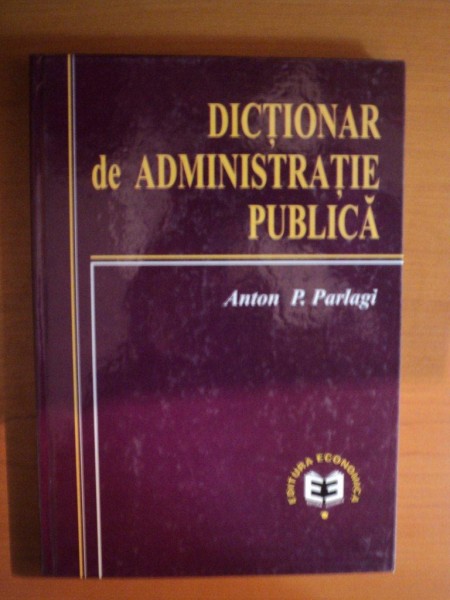 DICȚIONAR
de ADMINISTRAȚIE
PUBLICĂ
Anton P. Parlagi
EDITURA ECONOMICĂ